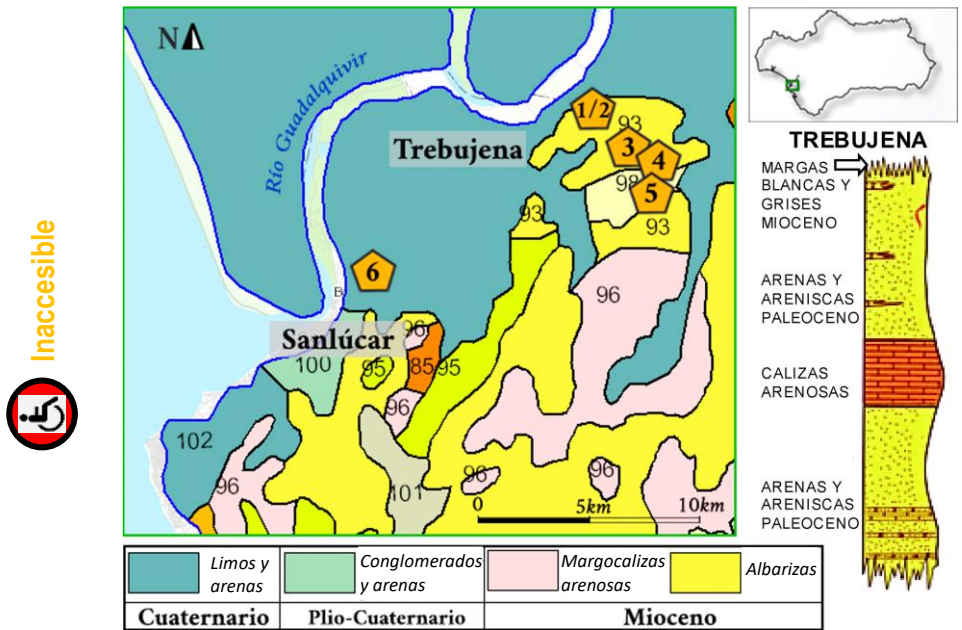 Inaccesible
N
Río Guadalquivir
Trebujena
Sanlúcar
1/2
93
3
4
98
5
93
93
6
B
96
96
100
95
85
95
96
102
96
101
96
96
0
5km
10km
Limos y
arenas
Conglomerados
y arenas
Margocalizas
arenosas
Albarizas
Cuaternario
Plio-Cuaternario
Mioceno
TREBUJENA
MARGAS
BLANCAS Y
GRISES
MIOCENO
ARENAS Y
ARENISCAS
PALEOCENO
CALIZAS
ARENOSAS
ARENAS Y
ARENISCAS
PALEOCENO